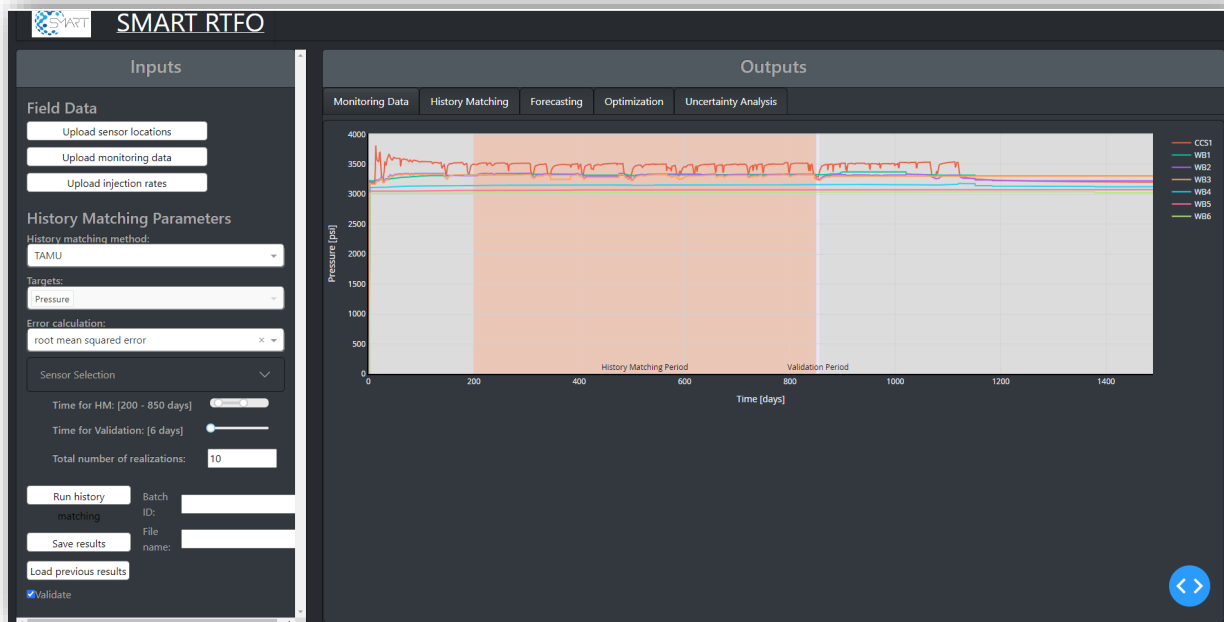 SMART
SMART RTFO
Inputs
Field Data
Upload sensor locations
Upload monitoring data
Upload injection rates
History Matching Parameters
History matching method:
TAMU
Targets:
Pressure
Error calculation:
root mean squared error
×
Sensor Selection
Time for HM: [200 - 850 days]
Time for Validation: [6 days]
Total number of realizations:
10
Run history
matching
Batch
ID:
Save results
File
name:
Load previous results
Validate
Outputs
Monitoring Data
History Matching
Forecasting
Optimization
Uncertainty Analysis
4000
3500
3000
2500
2000
1500
1000
500
0
Pressure [psi]
History Matching Period
Validation Period
0
200
400
600
800
1000
1200
1400
Time [days]
CCS1
WB1
WB2
WB3
WB4
WB5
WB6